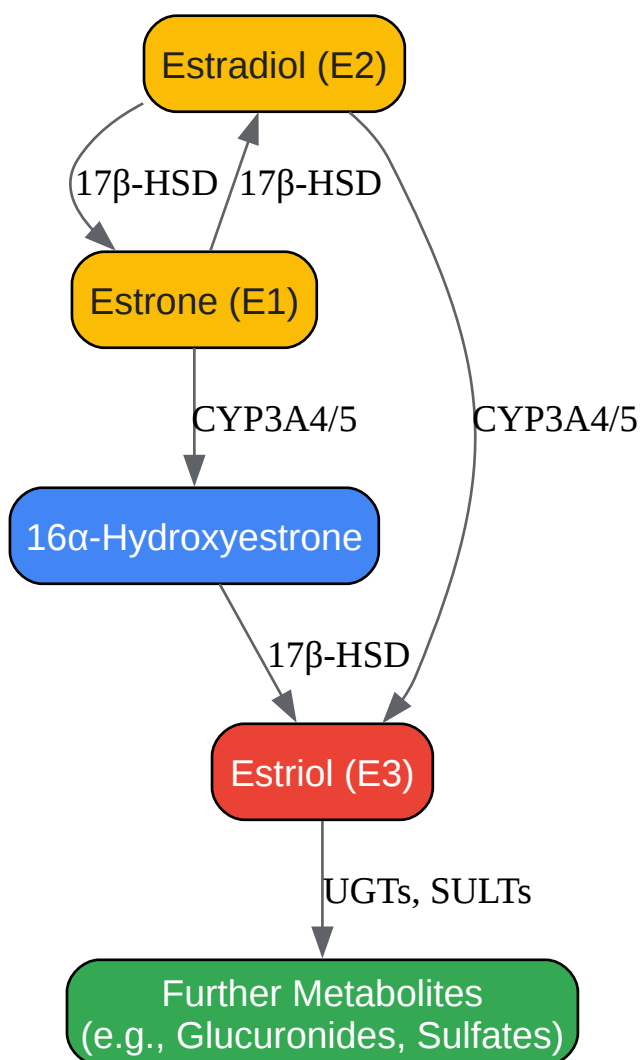 Estradiol (E2)
17β-HSD
17β-HSD
Estrone (E1)
CYP3A4/5
CYP3A4/5
16α-Hydroxyestrone
17β-HSD
Estriol (E3)
UGTs, SULTs
Further Metabolites
(e.g., Glucuronides, Sulfates)